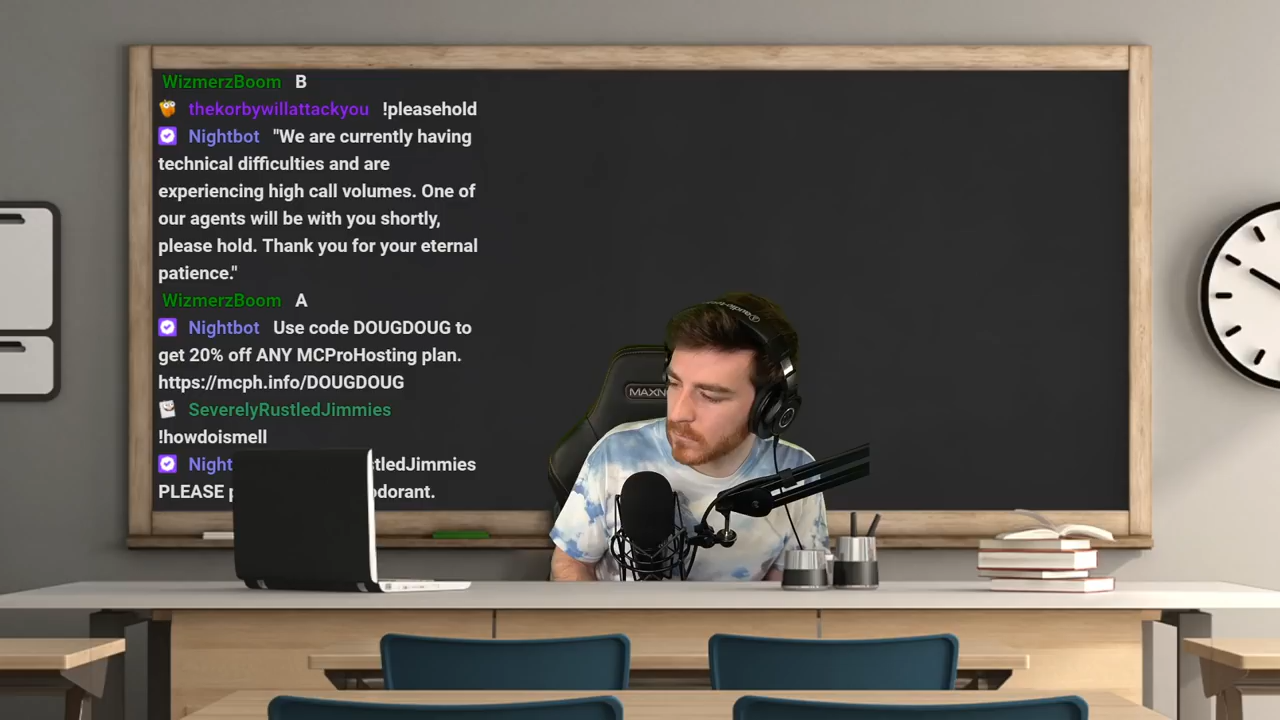 WizmerzBoom B
thekorbywillattackyou !pleasehold
Nightbot "We are currently having
technical difficulties and are
experiencing high call volumes. One of
our agents will be with you shortly,
please hold. Thank you for your eternal
patience."
WizmerzBoom A
Nightbot Use code DOUGDOUG to
get 20% off ANY MCProHosting plan.
https://mcph.info/DOUGDOUG
SeverelyRustledJimmies
!howdoismell
Night stledJimmies
PLEASE p odorant.
MAXN